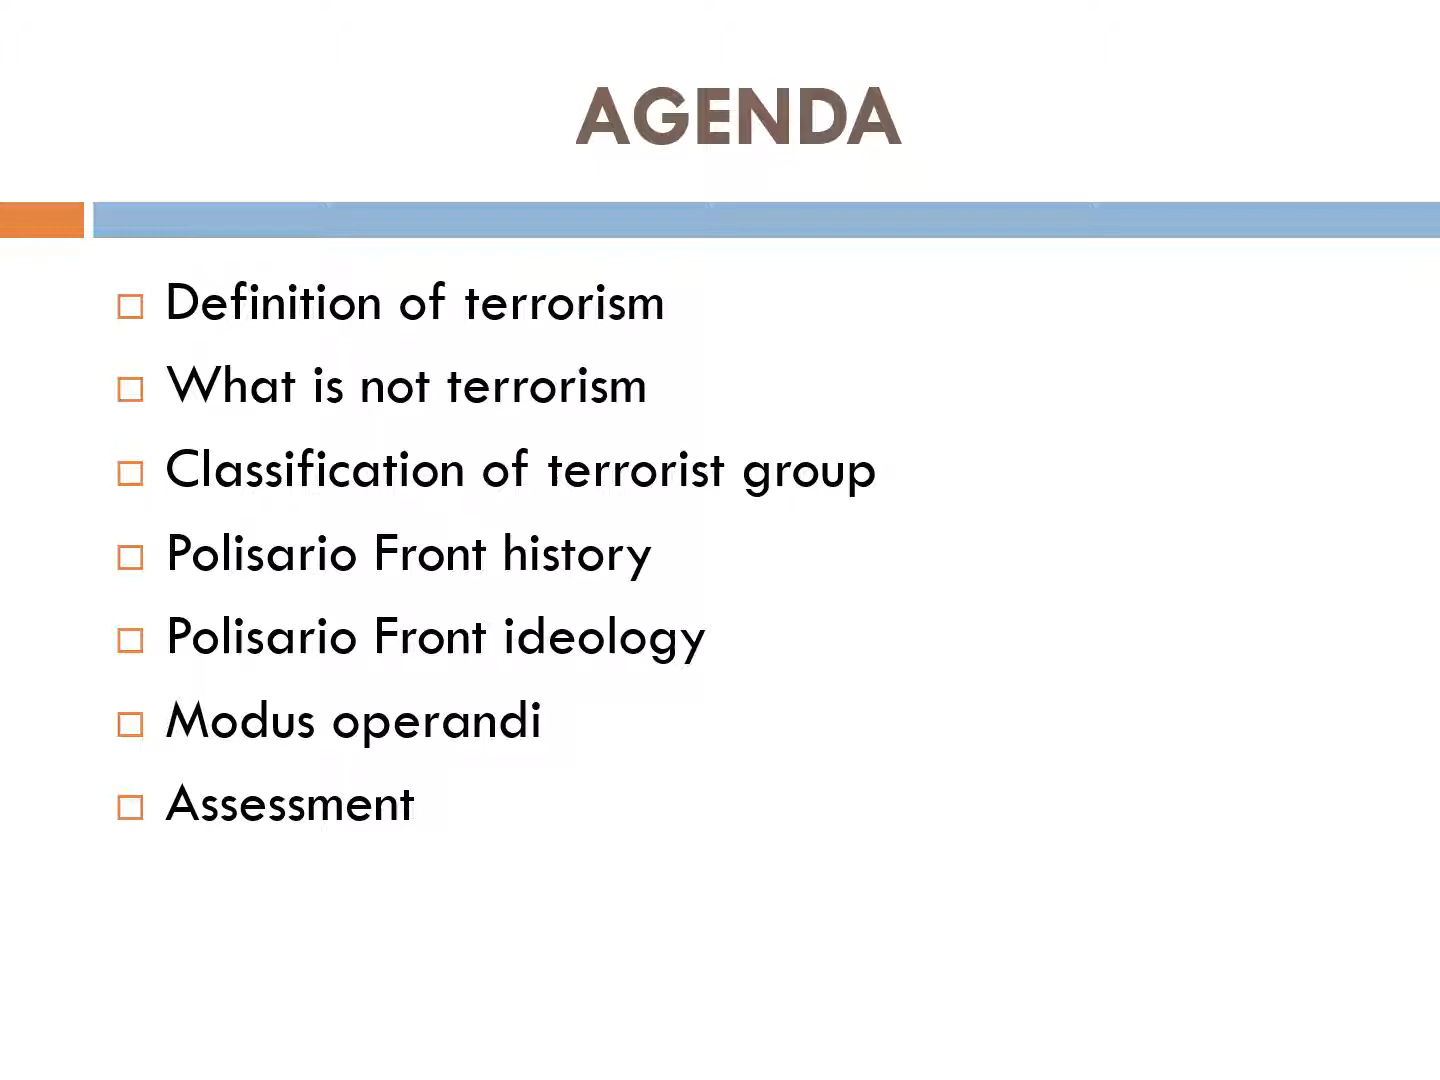 AGENDA
Definition of terrorism
What is not terrorism
Classification of terrorist group
Polisario Front history
Polisario Front ideology
Modus operandi
Assessment